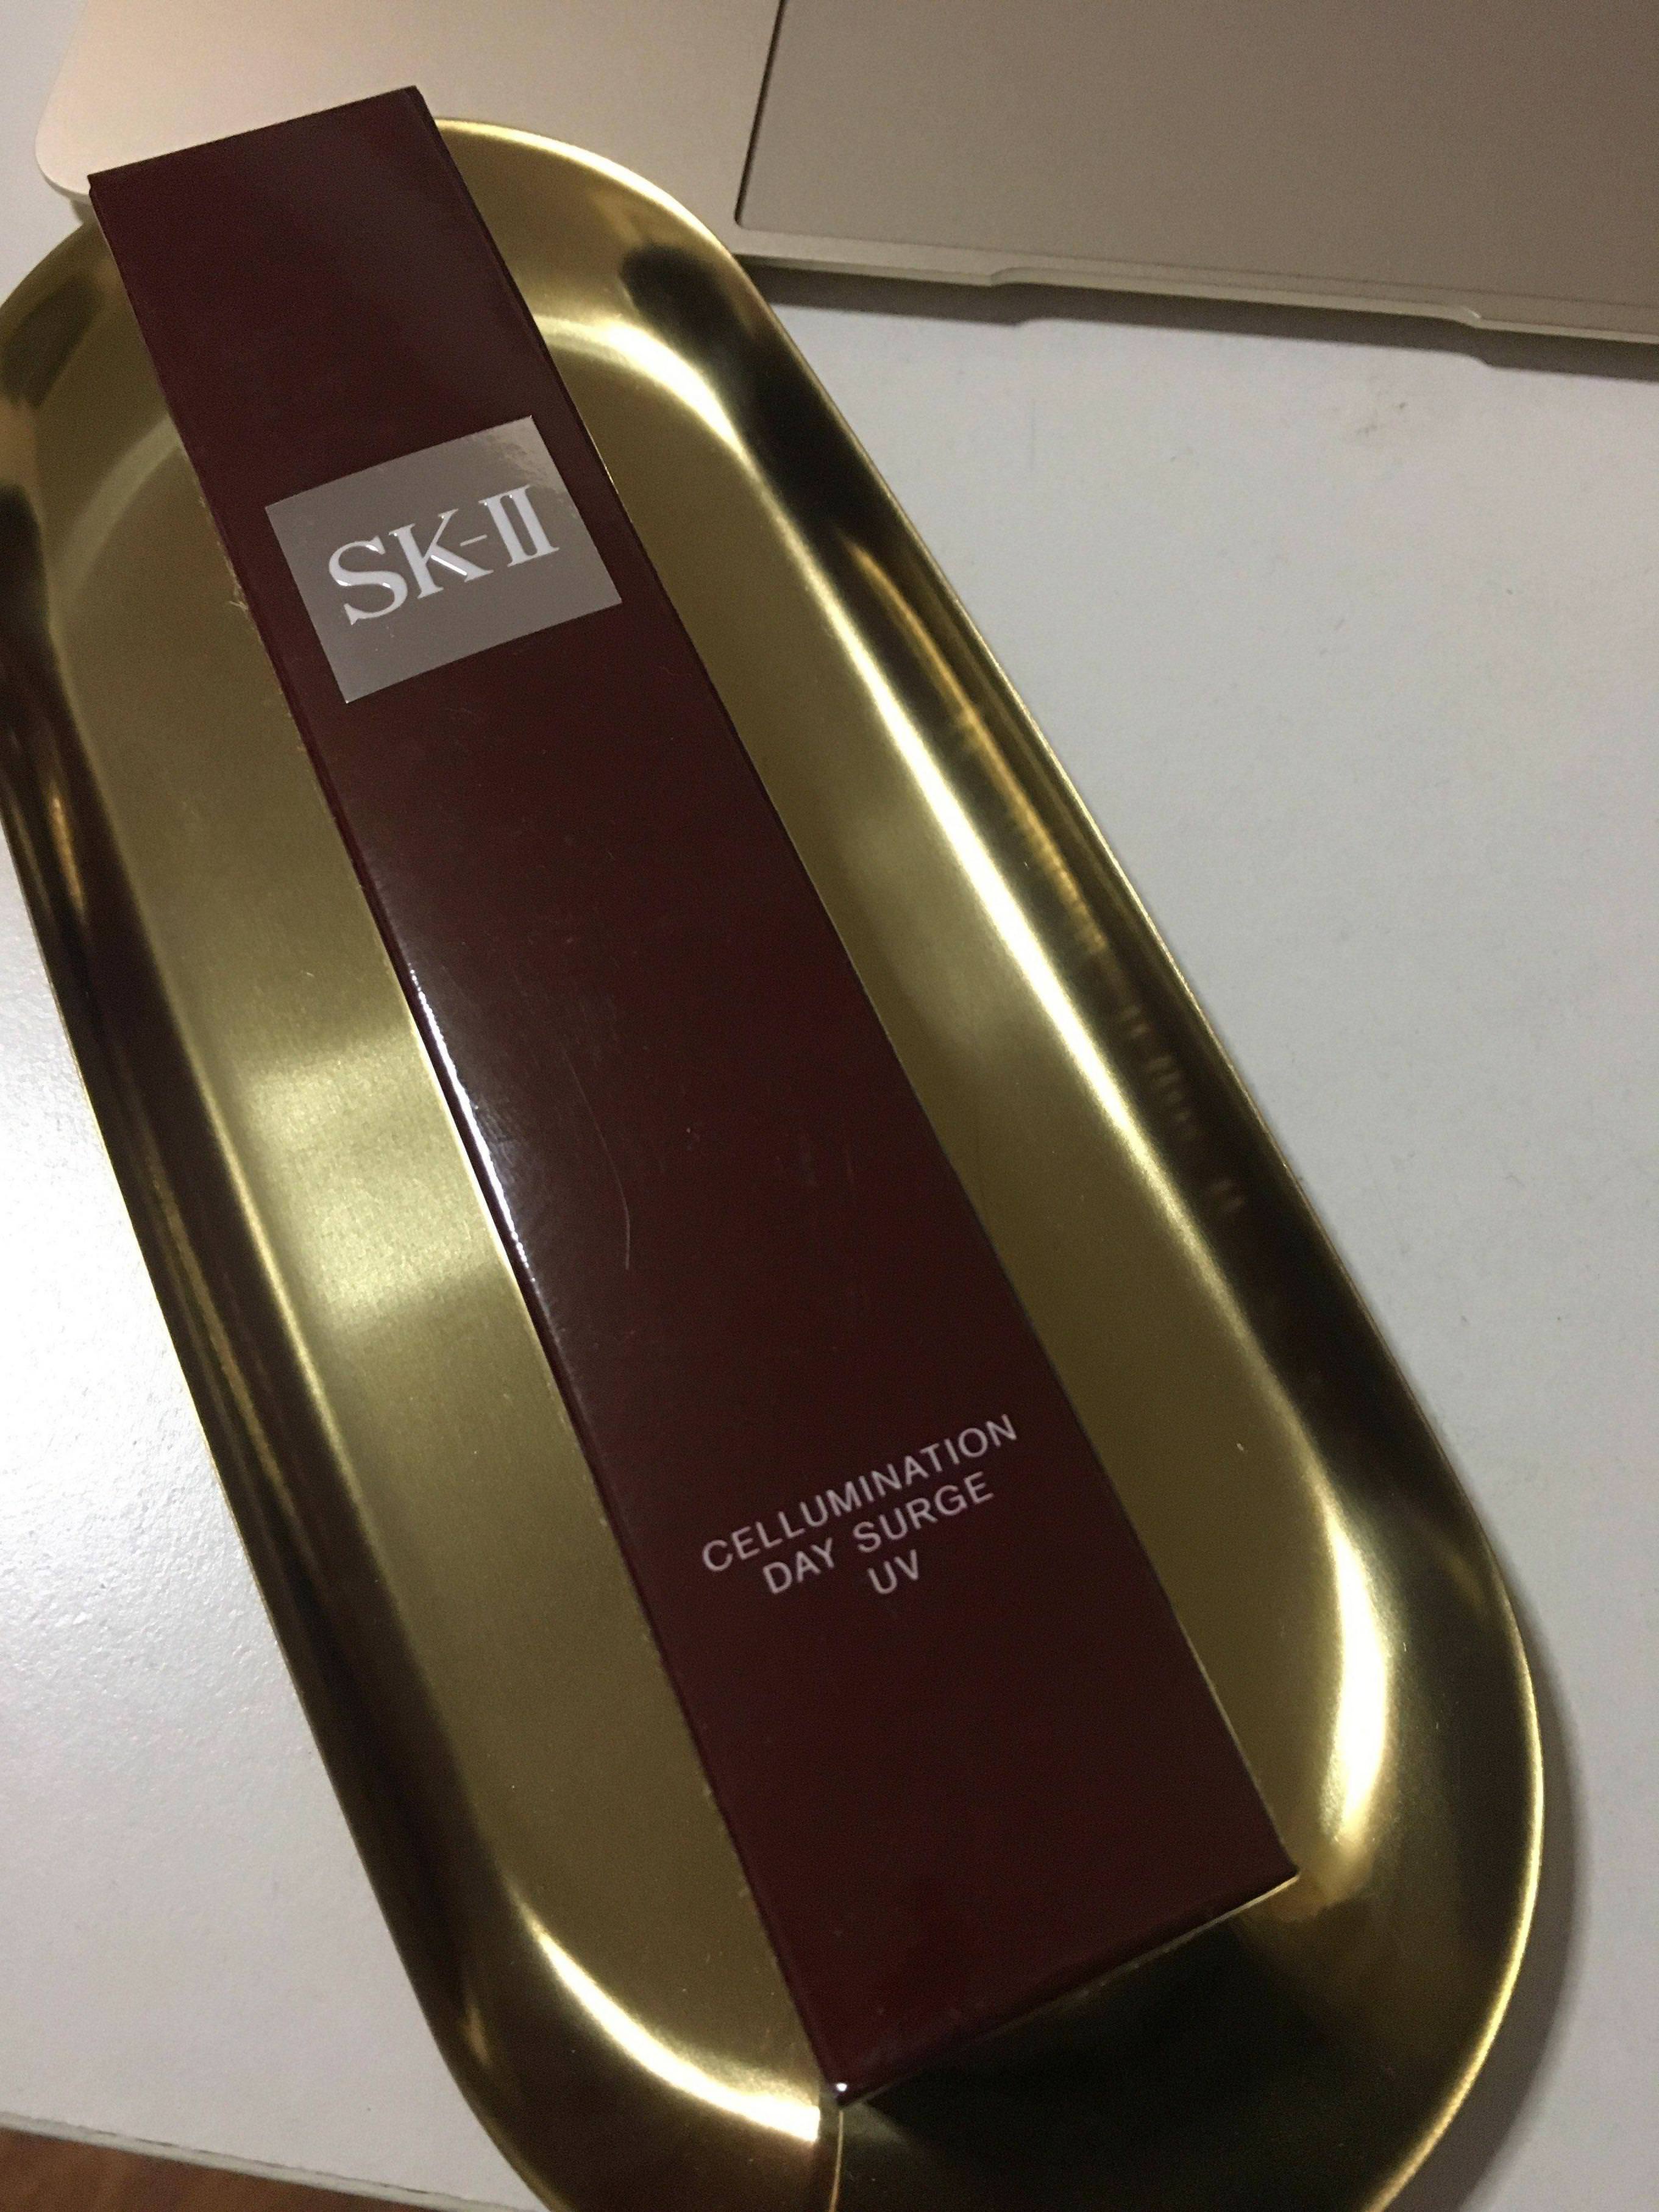 SK-II
CELLUMINATION
DAY SURGE
UV